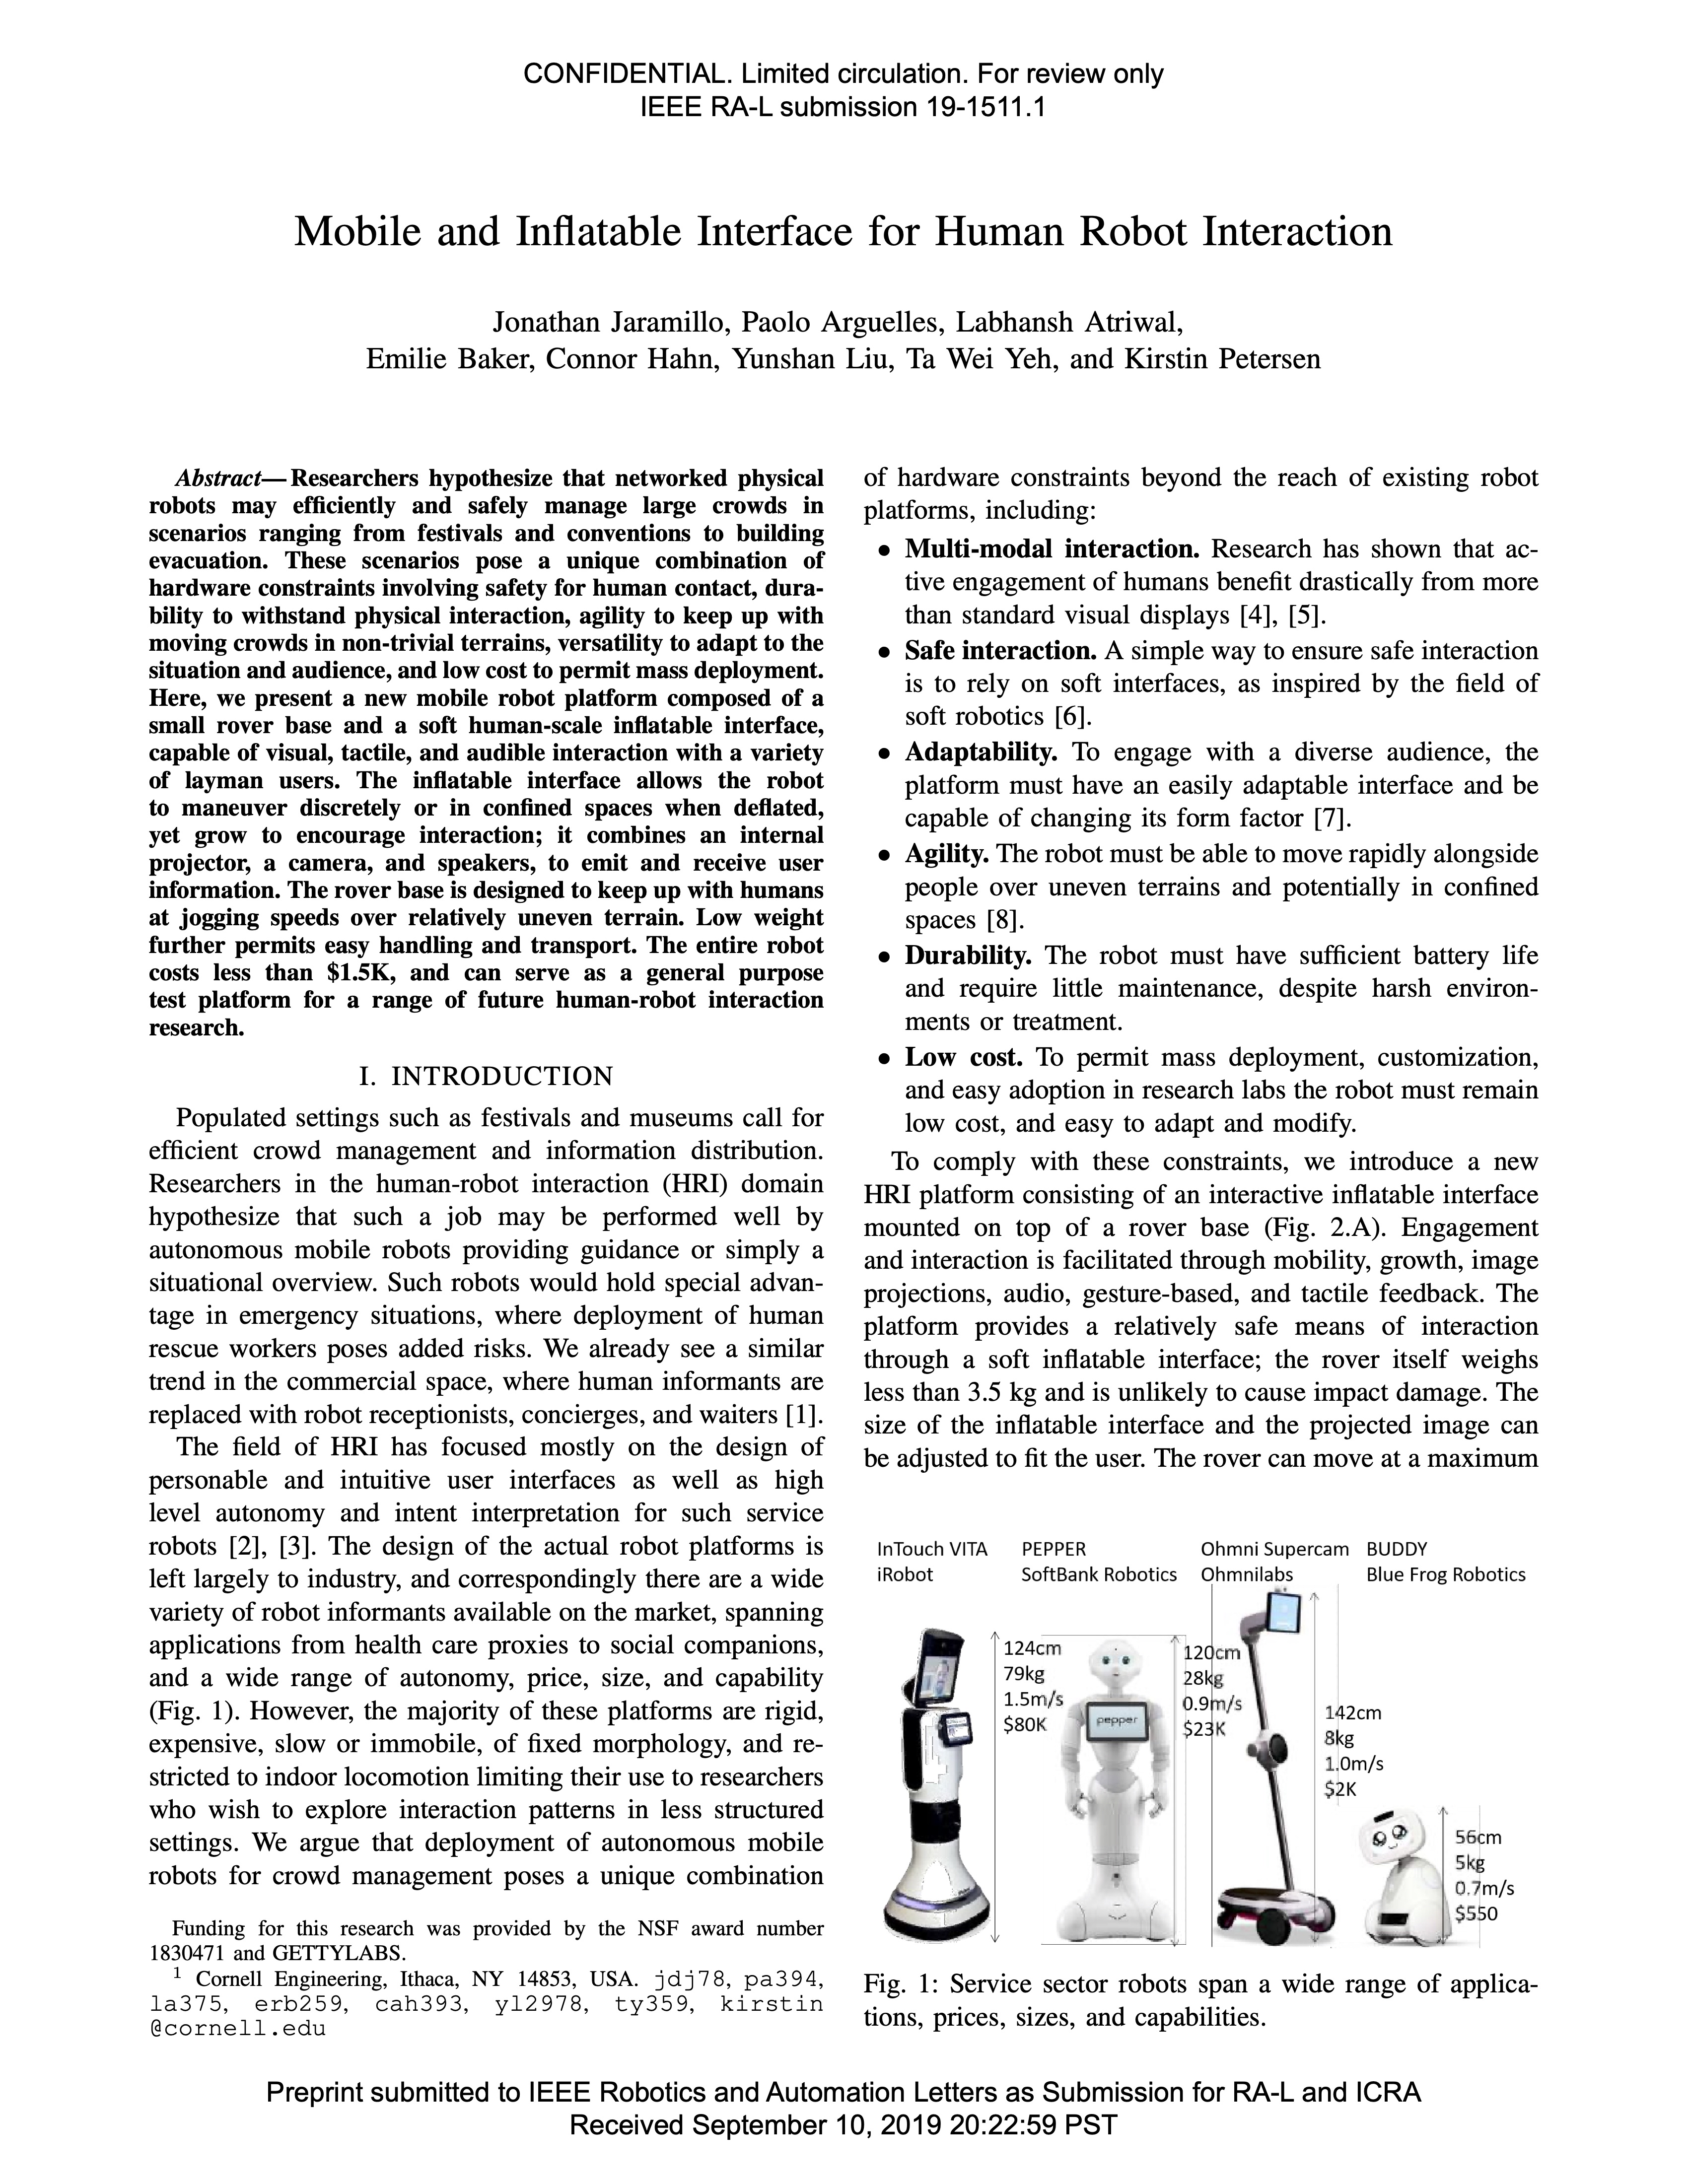 CONFIDENTIAL. Limited circulation. For review only
IEEE RA-L submission 19-1511.1
Mobile and Inflatable Interface for Human Robot Interaction
Jonathan Jaramillo, Paolo Arguelles, Labhansh Atriwal,
Emilie Baker, Connor Hahn, Yunshan Liu, Ta Wei Yeh, and Kirstin Petersen
Abstract— Researchers hypothesize that networked physical
robots may efficiently and safely manage large crowds in
scenarios ranging from festivals and conventions to building
evacuation. These scenarios pose a unique combination of
hardware constraints involving safety for human contact, dura-
bility to withstand physical interaction, agility to keep up with
moving crowds in non-trivial terrains, versatility to adapt to the
situation and audience, and low cost to permit mass deployment.
Here, we present a new mobile robot platform composed of a
small rover base and a soft human-scale inflatable interface,
capable of visual, tactile, and audible interaction with a variety
of layman users. The inflatable interface allows the robot
to maneuver discretely or in confined spaces when deflated,
yet grow to encourage interaction; it combines an internal
projector, a camera, and speakers, to emit and receive user
information. The rover base is designed to keep up with humans
at jogging speeds over relatively uneven terrain. Low weight
further permits easy handling and transport. The entire robot
costs less than $1.5K, and can serve as a general purpose
test platform for a range of future human-robot interaction
research.
I. INTRODUCTION
Populated settings such as festivals and museums call for
efficient crowd management and information distribution.
Researchers in the human-robot interaction (HRI) domain
hypothesize that such a job may be performed well by
autonomous mobile robots providing guidance or simply a
situational overview. Such robots would hold special advan-
tage in emergency situations, where deployment of human
rescue workers poses added risks. We already see a similar
trend in the commercial space, where human informants are
replaced with robot receptionists, concierges, and waiters [1].
The field of HRI has focused mostly on the design of
personable and intuitive user interfaces as well as high
level autonomy and intent interpretation for such service
robots [2], [3]. The design of the actual robot platforms is
left largely to industry, and correspondingly there are a wide
variety of robot informants available on the market, spanning
applications from health care proxies to social companions,
and a wide range of autonomy, price, size, and capability
(Fig. 1). However, the majority of these platforms are rigid,
expensive, slow or immobile, of fixed morphology, and re-
stricted to indoor locomotion limiting their use to researchers
who wish to explore interaction patterns in less structured
settings. We argue that deployment of autonomous mobile
robots for crowd management poses a unique combination
Funding for this research was provided by the NSF award number
1830471 and GETTYLABS.
1 Cornell Engineering, Ithaca, NY 14853, USA. jdj78, pa394,
la375, erb259, cah393, yl2978, ty359, kirstin
@cornell.edu
of hardware constraints beyond the reach of existing robot
platforms, including:
• Multi-modal interaction. Research has shown that ac-
tive engagement of humans benefit drastically from more
than standard visual displays [4], [5].
• Safe interaction. A simple way to ensure safe interaction
is to rely on soft interfaces, as inspired by the field of
soft robotics [6].
• Adaptability. To engage with a diverse audience, the
platform must have an easily adaptable interface and be
capable of changing its form factor [7].
• Agility. The robot must be able to move rapidly alongside
people over uneven terrains and potentially in confined
spaces [8].
• Durability. The robot must have sufficient battery life
and require little maintenance, despite harsh environ-
ments or treatment.
• Low cost. To permit mass deployment, customization,
and easy adoption in research labs the robot must remain
low cost, and easy to adapt and modify.
To comply with these constraints, we introduce a new
HRI platform consisting of an interactive inflatable interface
mounted on top of a rover base (Fig. 2.A). Engagement
and interaction is facilitated through mobility, growth, image
projections, audio, gesture-based, and tactile feedback. The
platform provides a relatively safe means of interaction
through a soft inflatable interface; the rover itself weighs
less than 3.5 kg and is unlikely to cause impact damage. The
size of the inflatable interface and the projected image can
be adjusted to fit the user. The rover can move at a maximum
InTouch VITA
iRobot
124cm
79kg
1.5m/s
$80K
PEPPER
SoftBank Robotics
pepper
120cm
28kg
0.9m/s
$23K
Ohmni Supercam
Ohmnilabs
142cm
8kg
1.0m/s
$2K
BUDDY
Blue Frog Robotics
56cm
5kg
0.7m/s
$550
Fig. 1: Service sector robots span a wide range of applica-
tions, prices, sizes, and capabilities.
Preprint submitted to IEEE Robotics and Automation Letters as Submission for RA-L and ICRA
Received September 10, 2019 20:22:59 PST